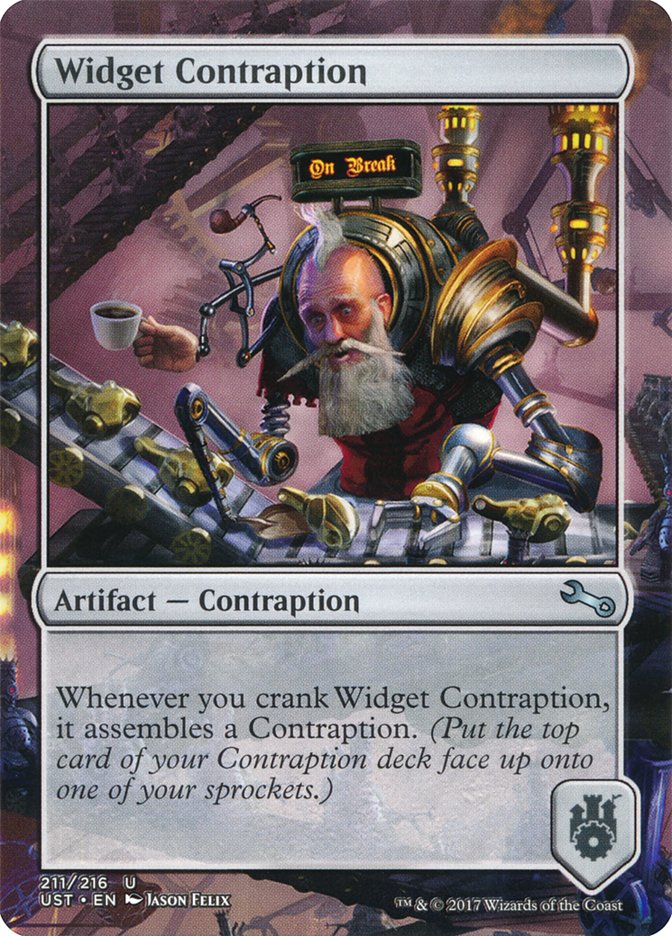 Widget Contraption
On Break
Artifact — Contraption
Whenever you crank Widget Contraption,
it assembles a Contraption. (Put the top
card of your Contraption deck face up onto
one of your sprockets.)
211/216 U
UST • EN Jason Felix
™ & © 2017 Wizards of the Coast